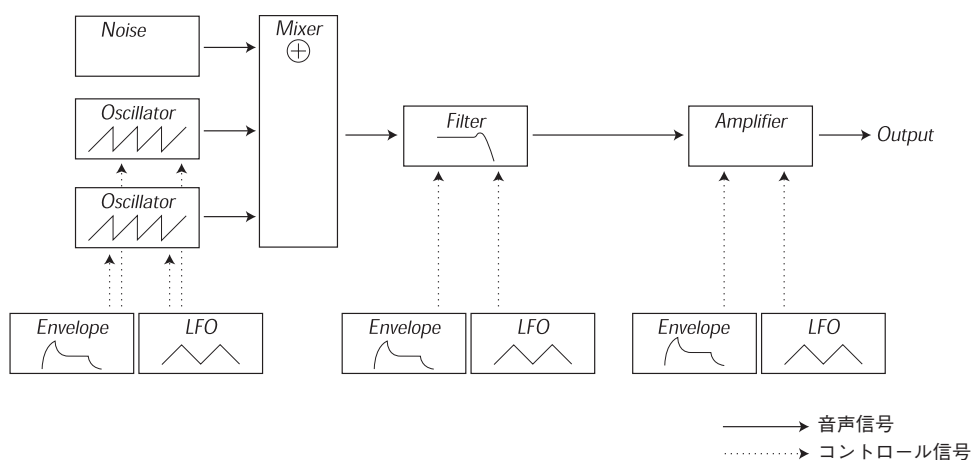 Noise
Mixer
Oscillator
Filter
Amplifier
Output
Oscillator
Envelope
LFO
Envelope
LFO
Envelope
LFO
音声信号
コントロール信号